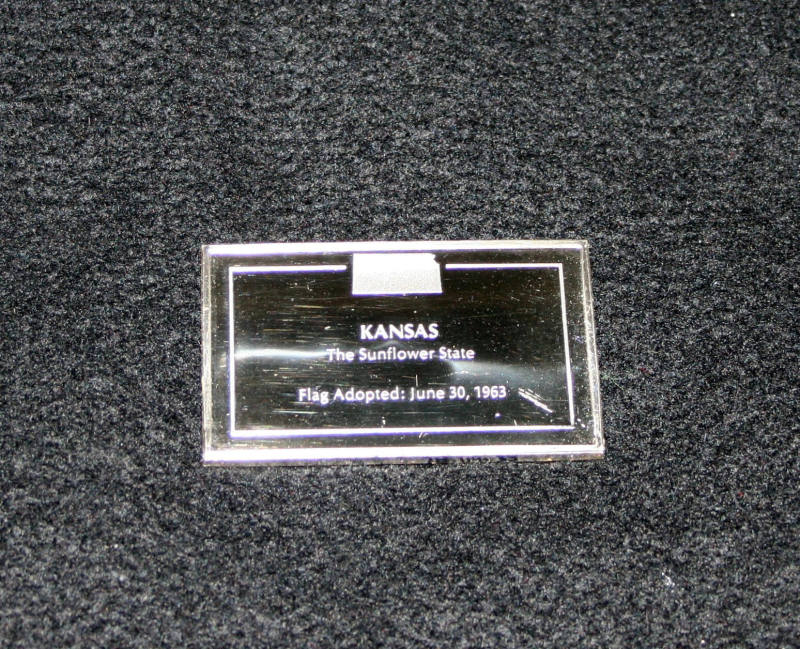 KANSAS
The Sunflower State
Flag Adopted: June 30, 1963